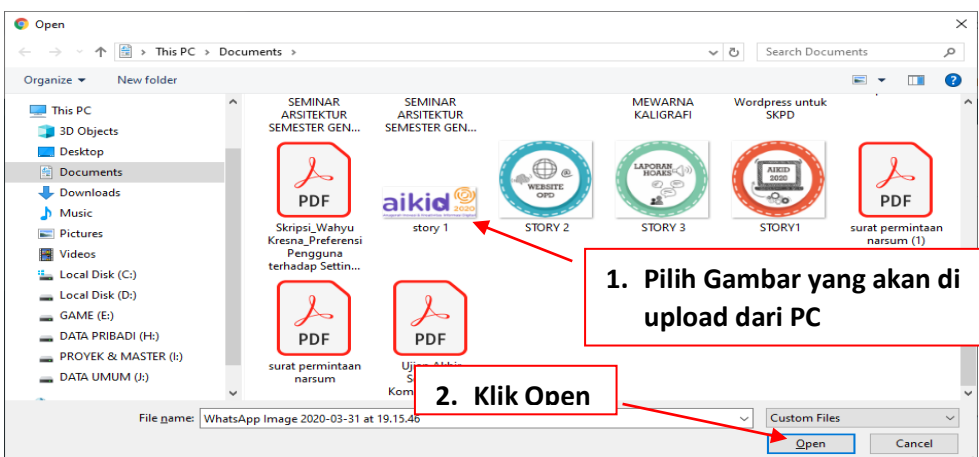 Open
This PC > Documents >
Search Documents
Organize
New folder
This PC
3D Objects
Desktop
Documents
Downloads
Music
Pictures
Videos
Local Disk (C:)
Local Disk (D:)
GAME (E:)
DATA PRIBADI (H:)
PROYEK & MASTER (I:)
DATA UMUM (J:)
SEMINAR
ARSITEKTUR
SEMESTER GEN...
SEMINAR
ARSITEKTUR
SEMESTER GEN...
MEWARNA
KALIGRAFI
Wordpress untuk
SKPD
PDF
Skripsi_Wahyu
Kresna_Preferensi
Pengguna
terhadap Settin...
aikid 2020
story 1
WEBSITE
OPD
STORY 2
LAPORAN
HOAKS
STORY 3
AIKID
2020
STORY1
PDF
surat permintaan
narsum (1)
1. Pilih Gambar yang akan di
upload dari PC
PDF
surat permintaan
narsum
PDF
2. Klik Open
File name:
WhatsApp Image 2020-03-31 at 19.15.46
Custom Files
Open
Cancel